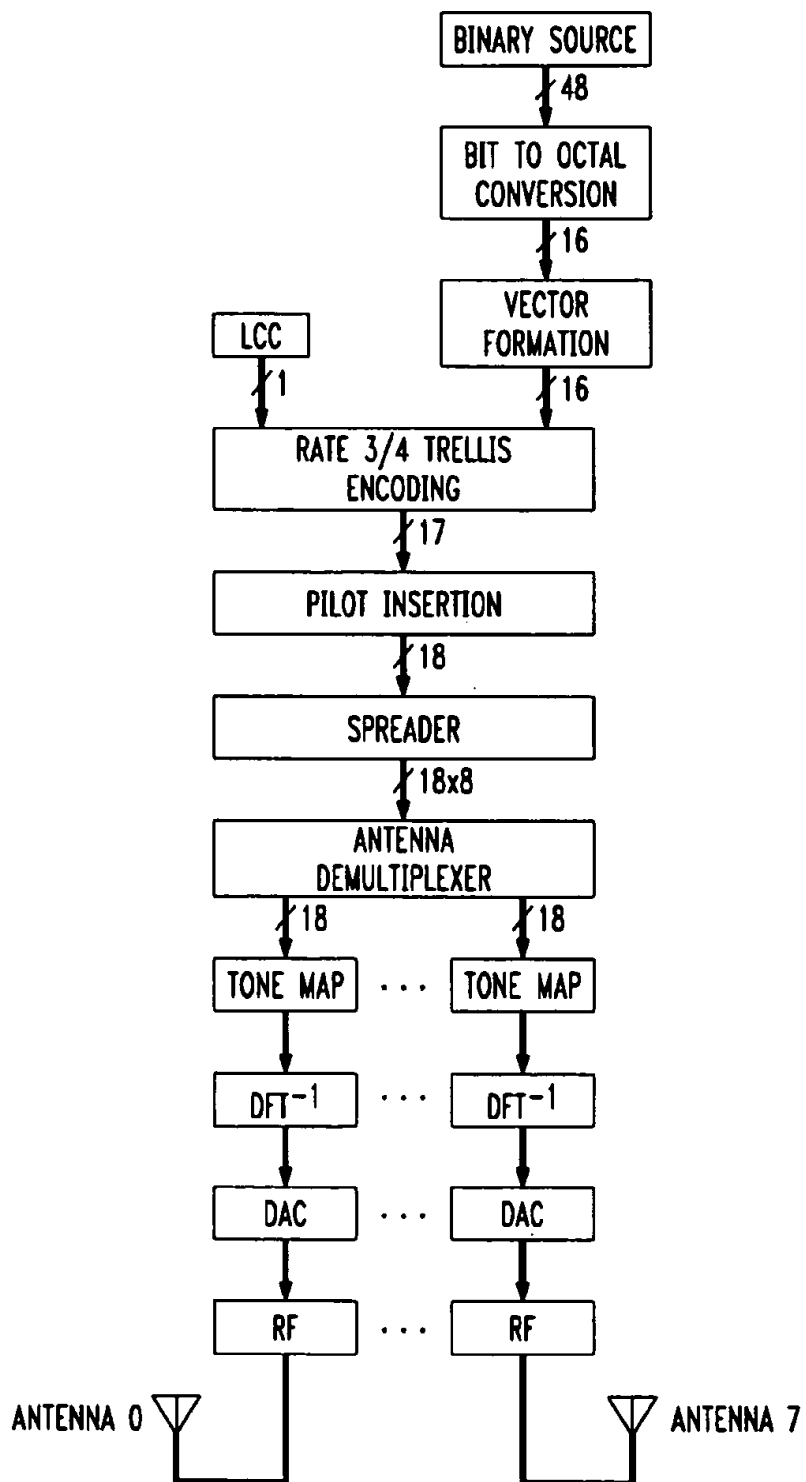 BINARY SOURCE
48
BIT TO OCTAL
CONVERSION
16
VECTOR
FORMATION
LCC
1
16
RATE 3/4 TRELLIS
ENCODING
17
PILOT INSERTION
18
SPREADER
18x8
ANTENNA
DEMULTIPLEXER
18 18
TONE MAP ... TONE MAP
DFT⁻¹ ... DFT⁻¹
DAC ... DAC
RF ... RF
ANTENNA 0 ANTENNA 7